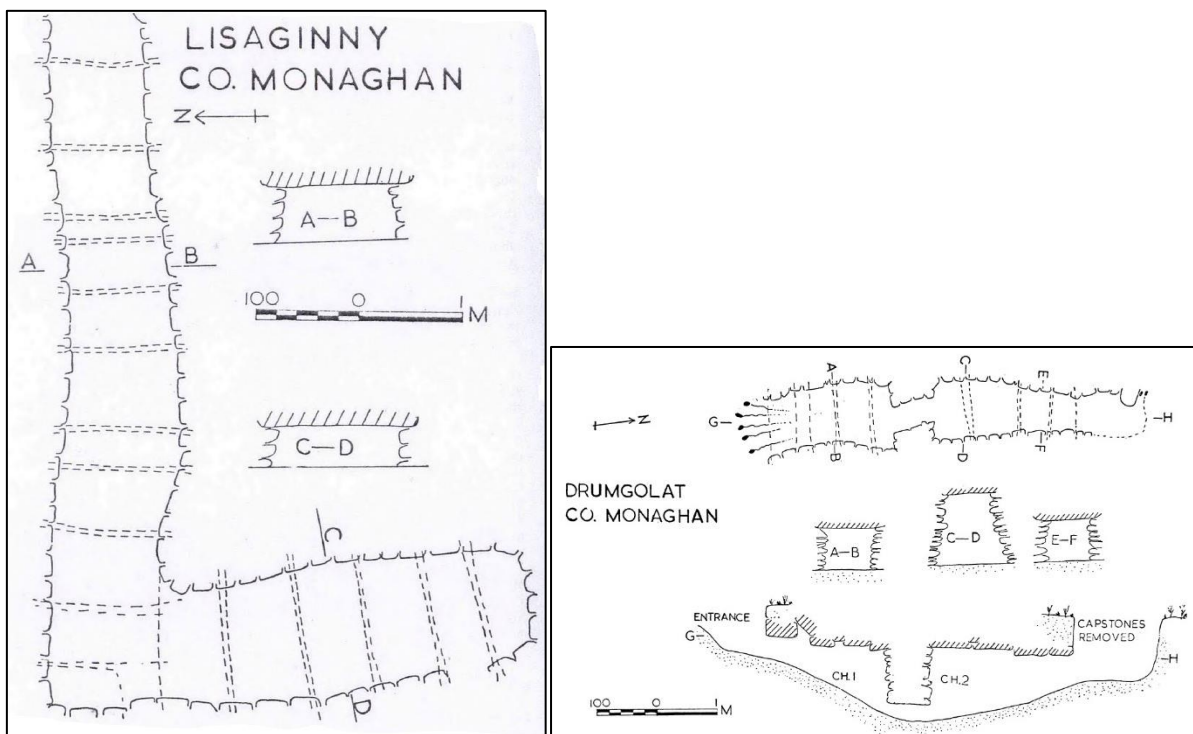 LISAGINNY
CO. MONAGHAN
Z
A—B
A B
100 0 1 M
C—D
C
D
A C E
G H
Z
B D F
DRUMGOLAT
CO. MONAGHAN
A-B C-D E-F
ENTRANCE
CAPSTONES
REMOVED
G H
CH.1 CH.2
100 0 1 M